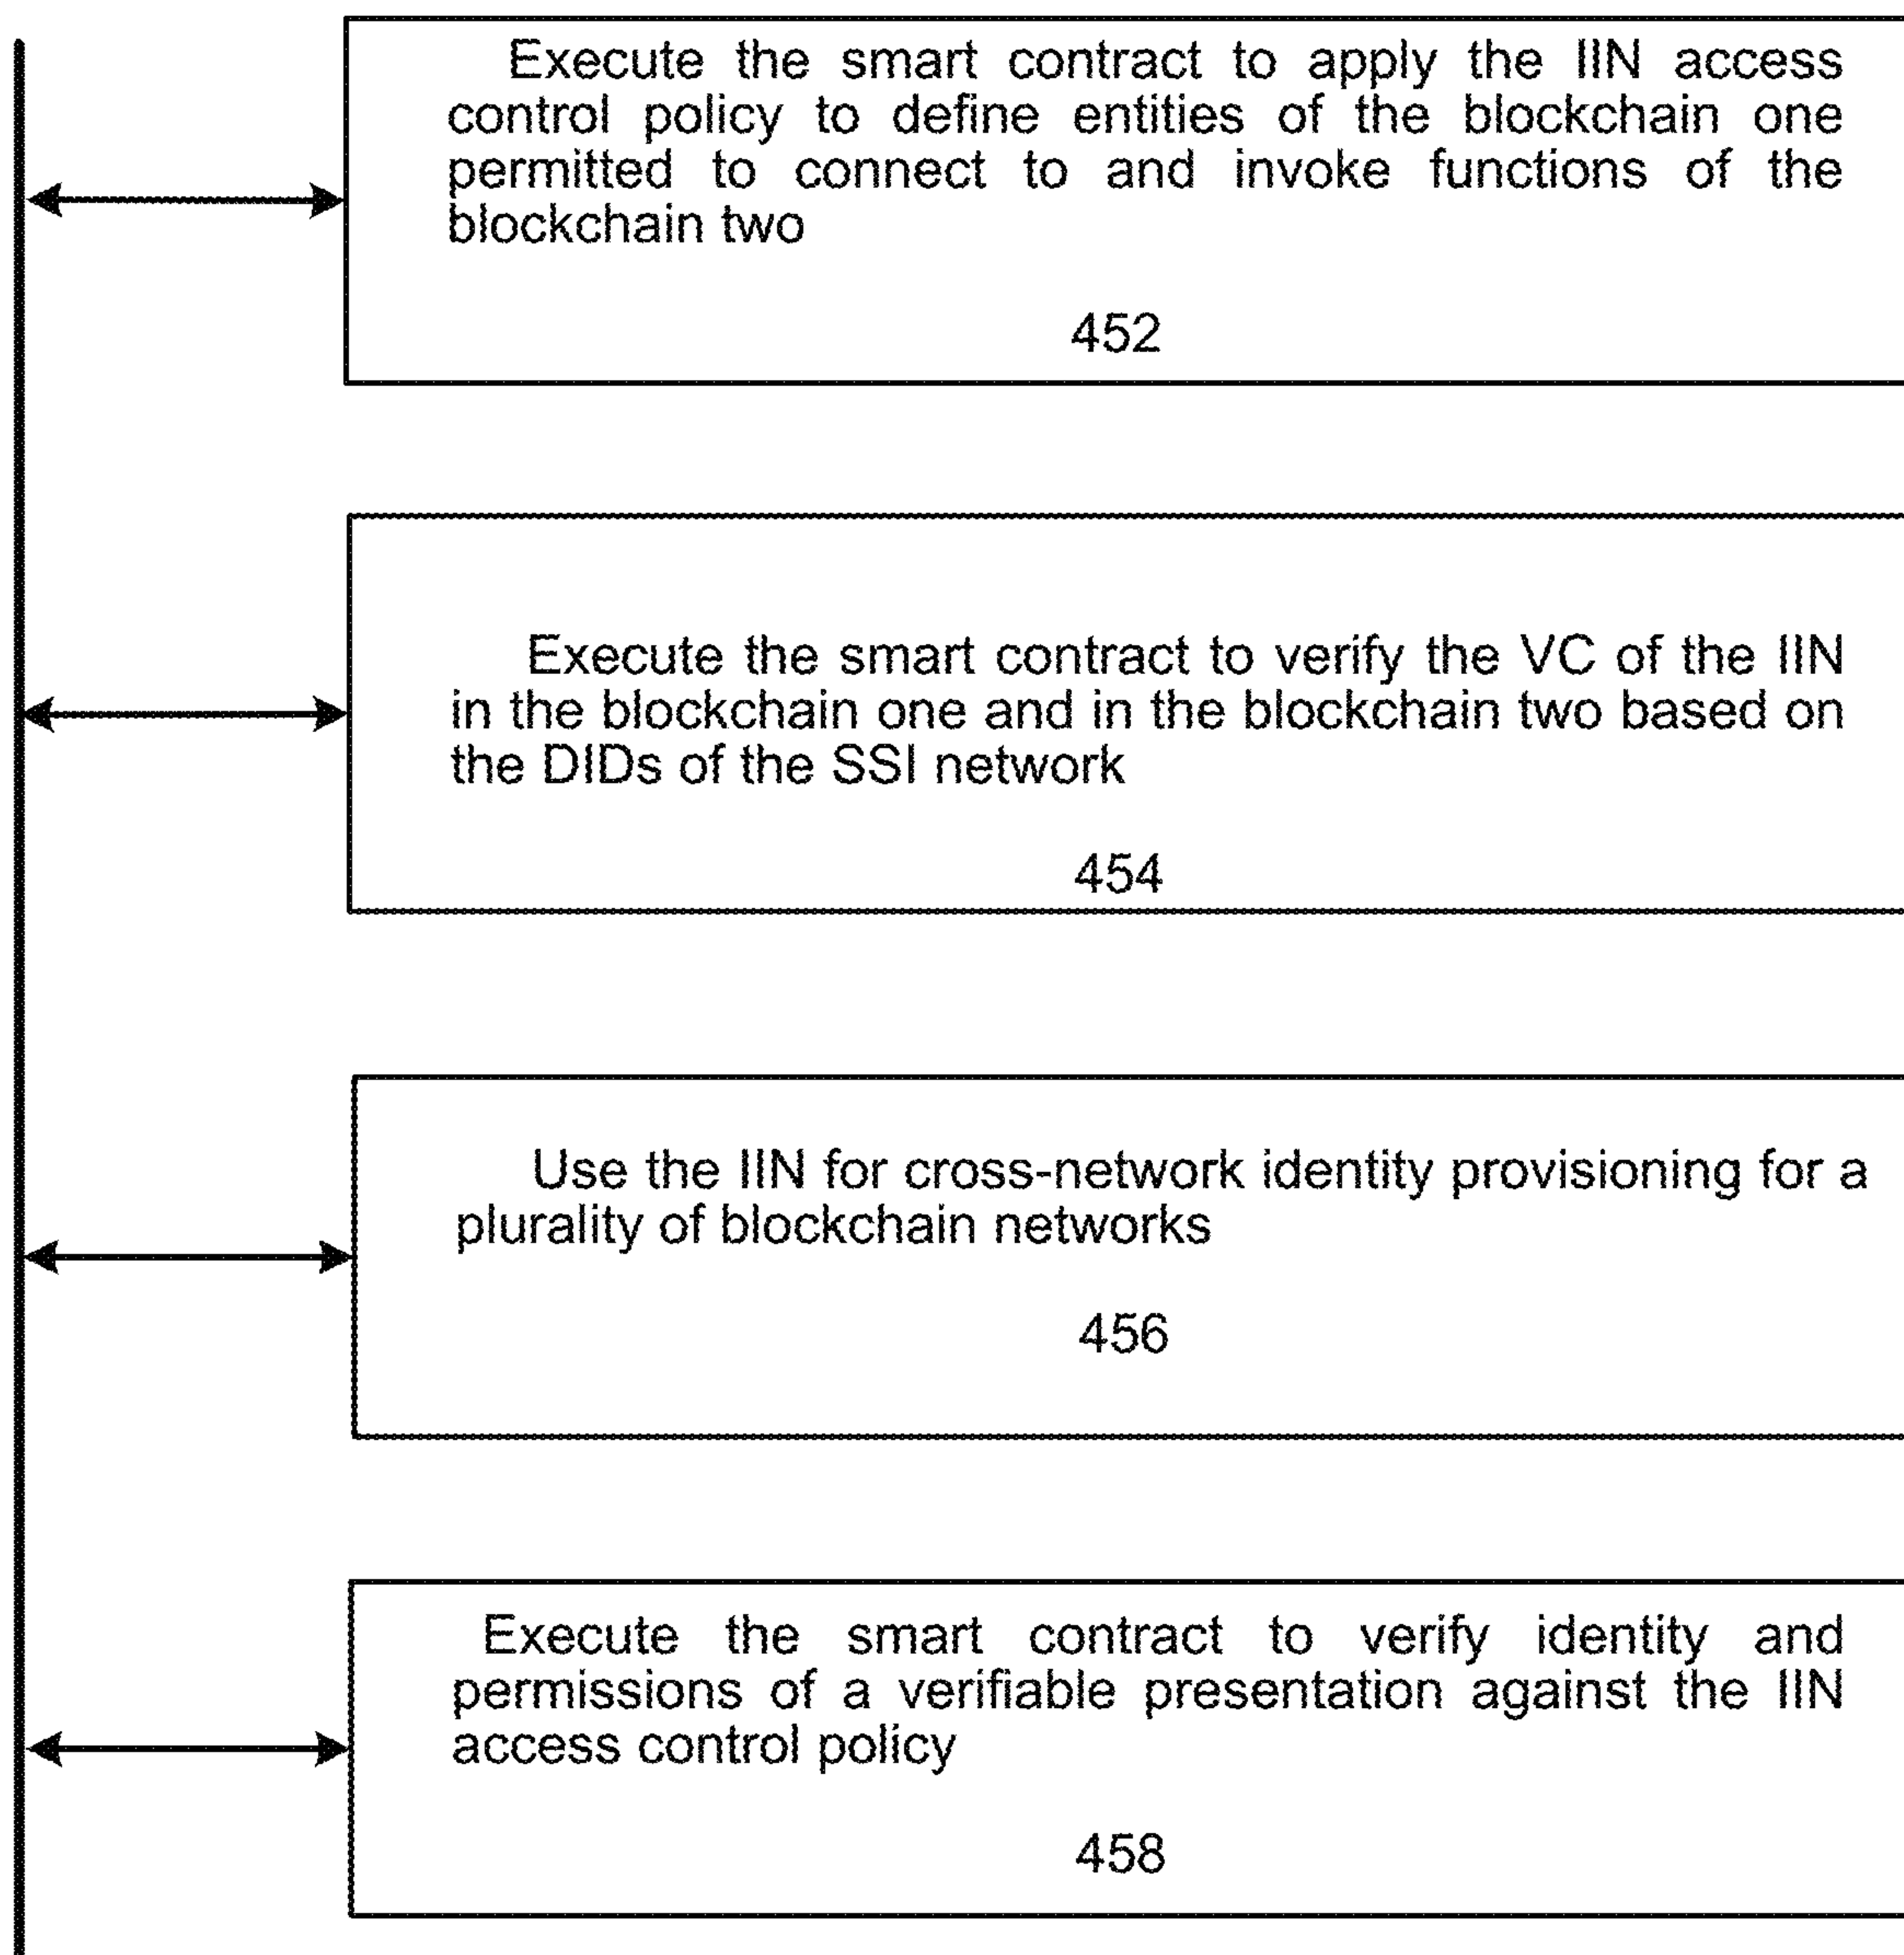 Execute the smart contract to apply the IIN access
control policy to define entities of the blockchain one
permitted to connect to and invoke functions of the
blockchain two
452
Execute the smart contract to verify the VC of the IIN
in the blockchain one and in the blockchain two based on
the DIDs of the SSI network
454
Use the IIN for cross-network identity provisioning for a
plurality of blockchain networks
456
Execute the smart contract to verify identity and
permissions of a verifiable presentation against the IIN
access control policy
458